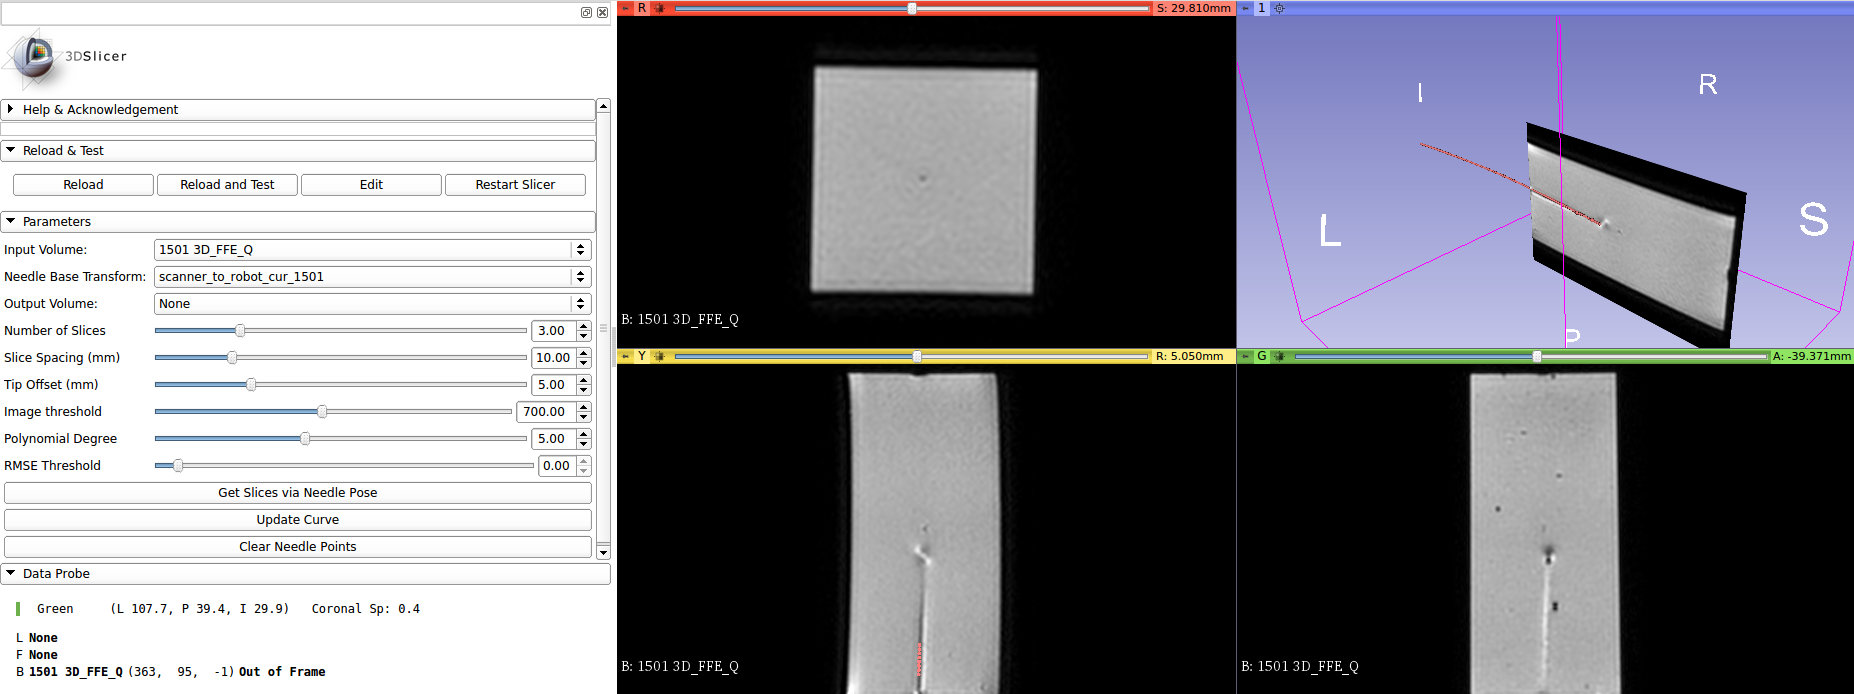 3DSlicer
Help & Acknowledgement
Reload & Test
Reload Reload and Test Edit Restart Slicer
Parameters
Input Volume: 1501 3D_FFE_Q
Needle Base Transform: scanner_to_robot_cur_1501
Output Volume: None
Number of Slices 3.00
Slice Spacing (mm) 10.00
Tip Offset (mm) 5.00
Image threshold 700.00
Polynomial Degree 5.00
RMSE Threshold 0.00
Get Slices via Needle Pose
Update Curve
Clear Needle Points
Data Probe
Green (L 107.7, P 39.4, I 29.9) Coronal Sp: 0.4
L None
F None
B 1501 3D_FFE_Q (363, 95, -1) Out of Frame
R S: 29.810mm
B: 1501 3D_FFE_Q
1
I
R
L
S
P
Y R: 5.050mm
B: 1501 3D_FFE_Q
G A: -39.371mm
B: 1501 3D_FFE_Q